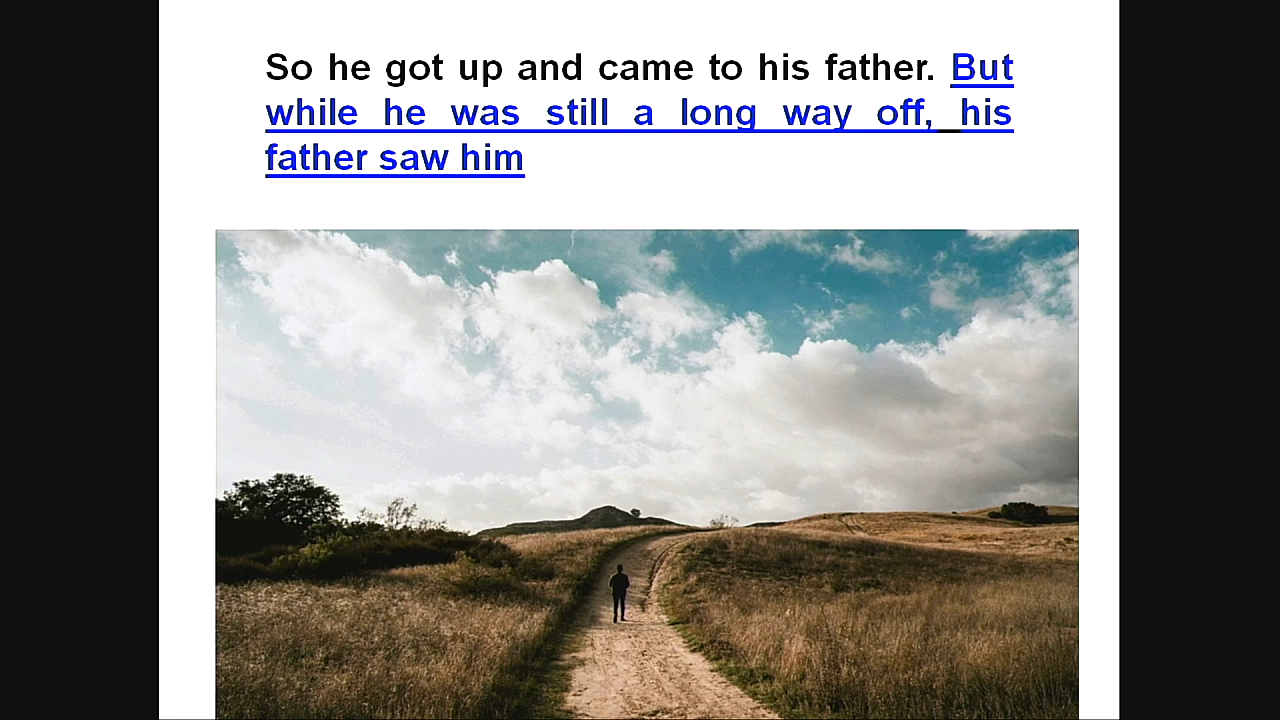 So he got up and came to his father. But
while he was still a long way off, his
father saw him